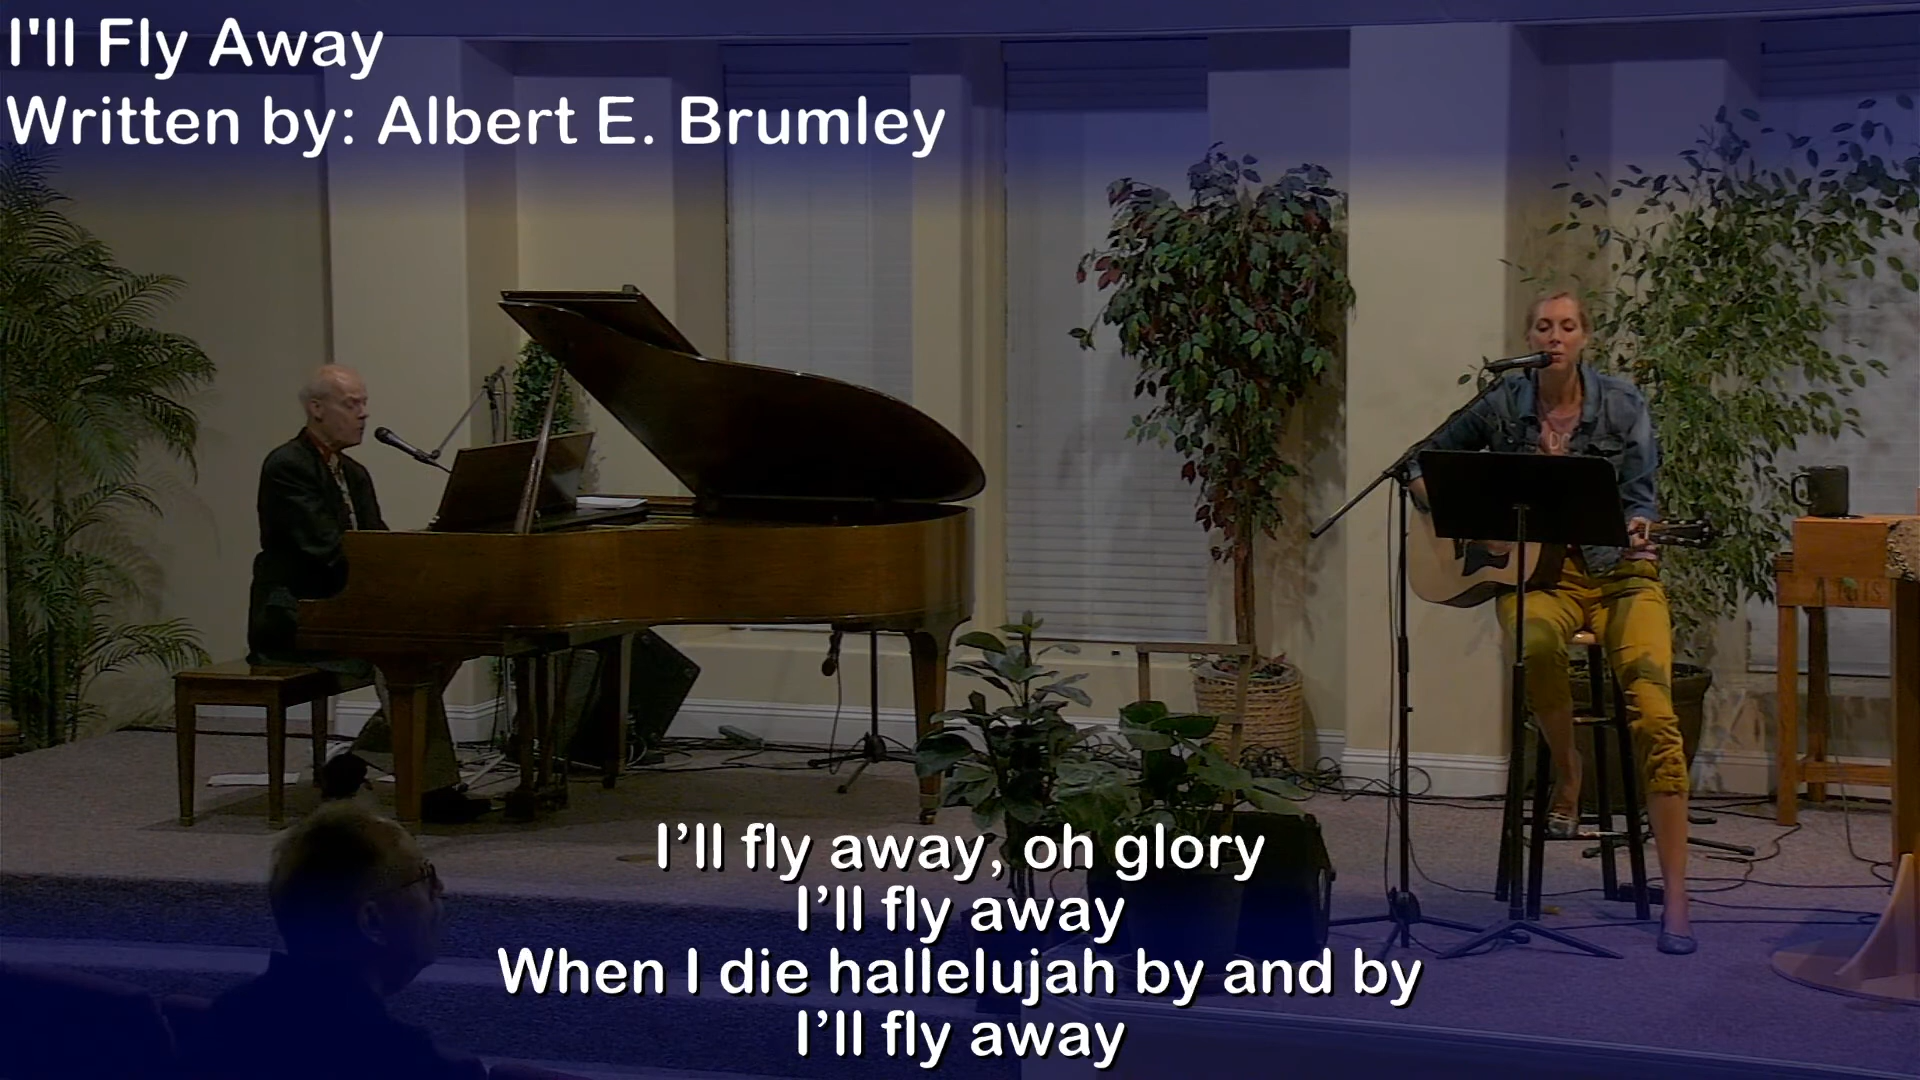 I'll Fly Away
Written by: Albert E. Brumley
I’ll fly away, oh glory
I’ll fly away
When I die hallelujah by and by
I’ll fly away